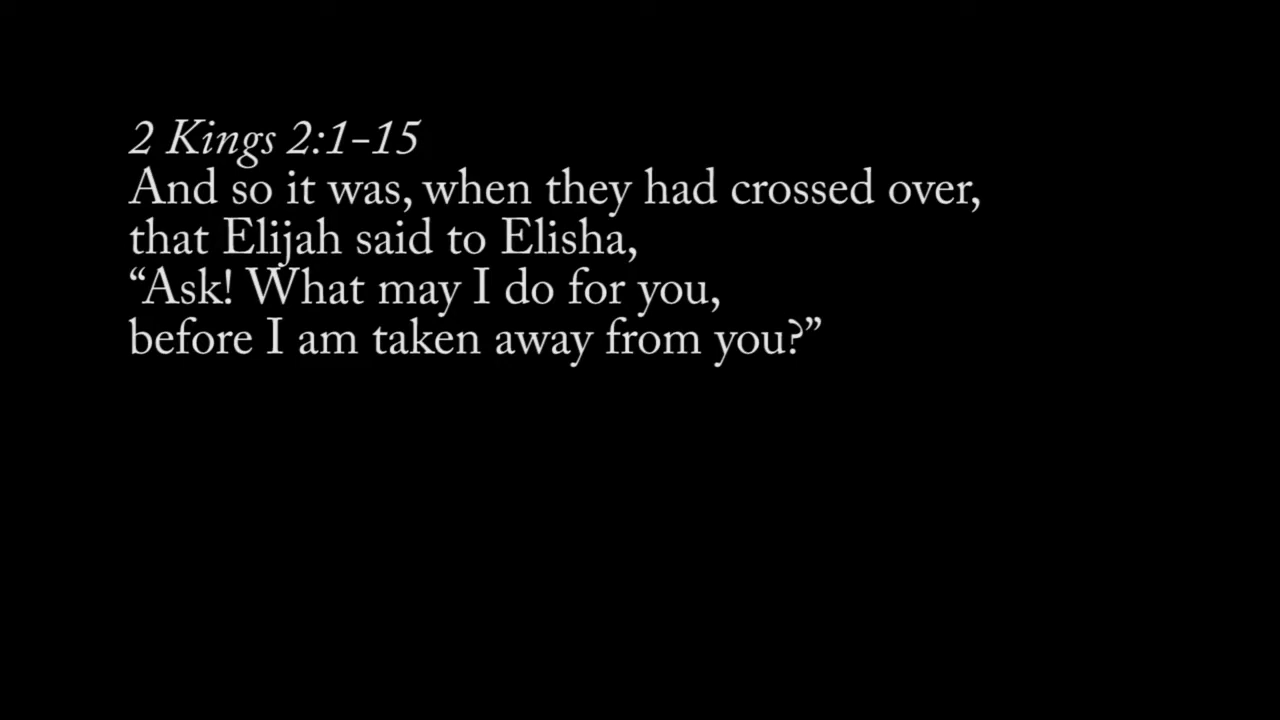 2 Kings 2:1-15
And so it was, when they had crossed over,
that Elijah said to Elisha,
“Ask! What may I do for you,
before I am taken away from you?”